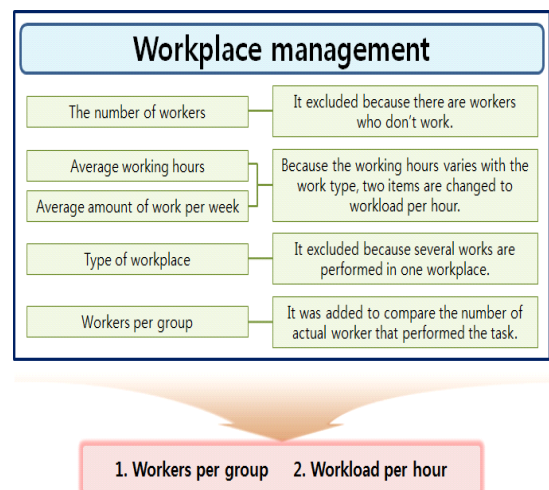 Workplace management
The number of workers
It excluded because there are workers
who don't work.
Average working hours
Average amount of work per week
Because the working hours varies with the
work type, two items are changed to
workload per hour.
Type of workplace
It excluded because several works are
performed in one workplace.
Workers per group
It was added to compare the number of
actual worker that performed the task.
1. Workers per group 2. Workload per hour